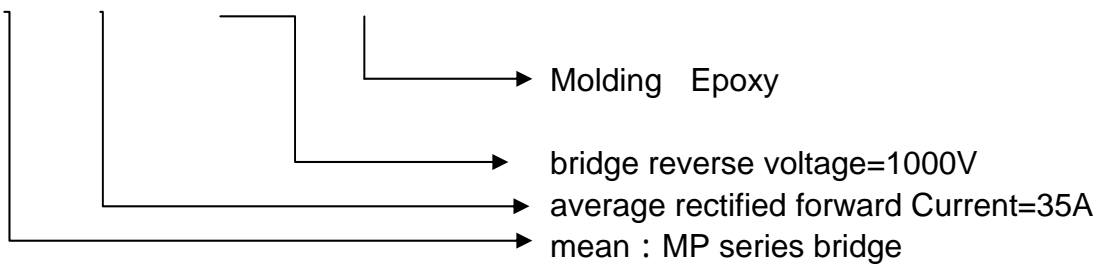 Molding Epoxy
bridge reverse voltage=1000V
average rectified forward Current=35A
mean：MP series bridge